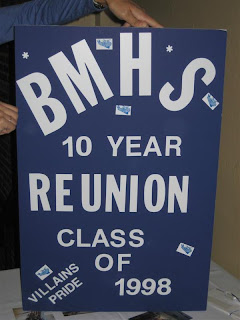 BMHS
10 YEAR
REUNION
CLASS
OF
1998
VILLAINS
PRIDE